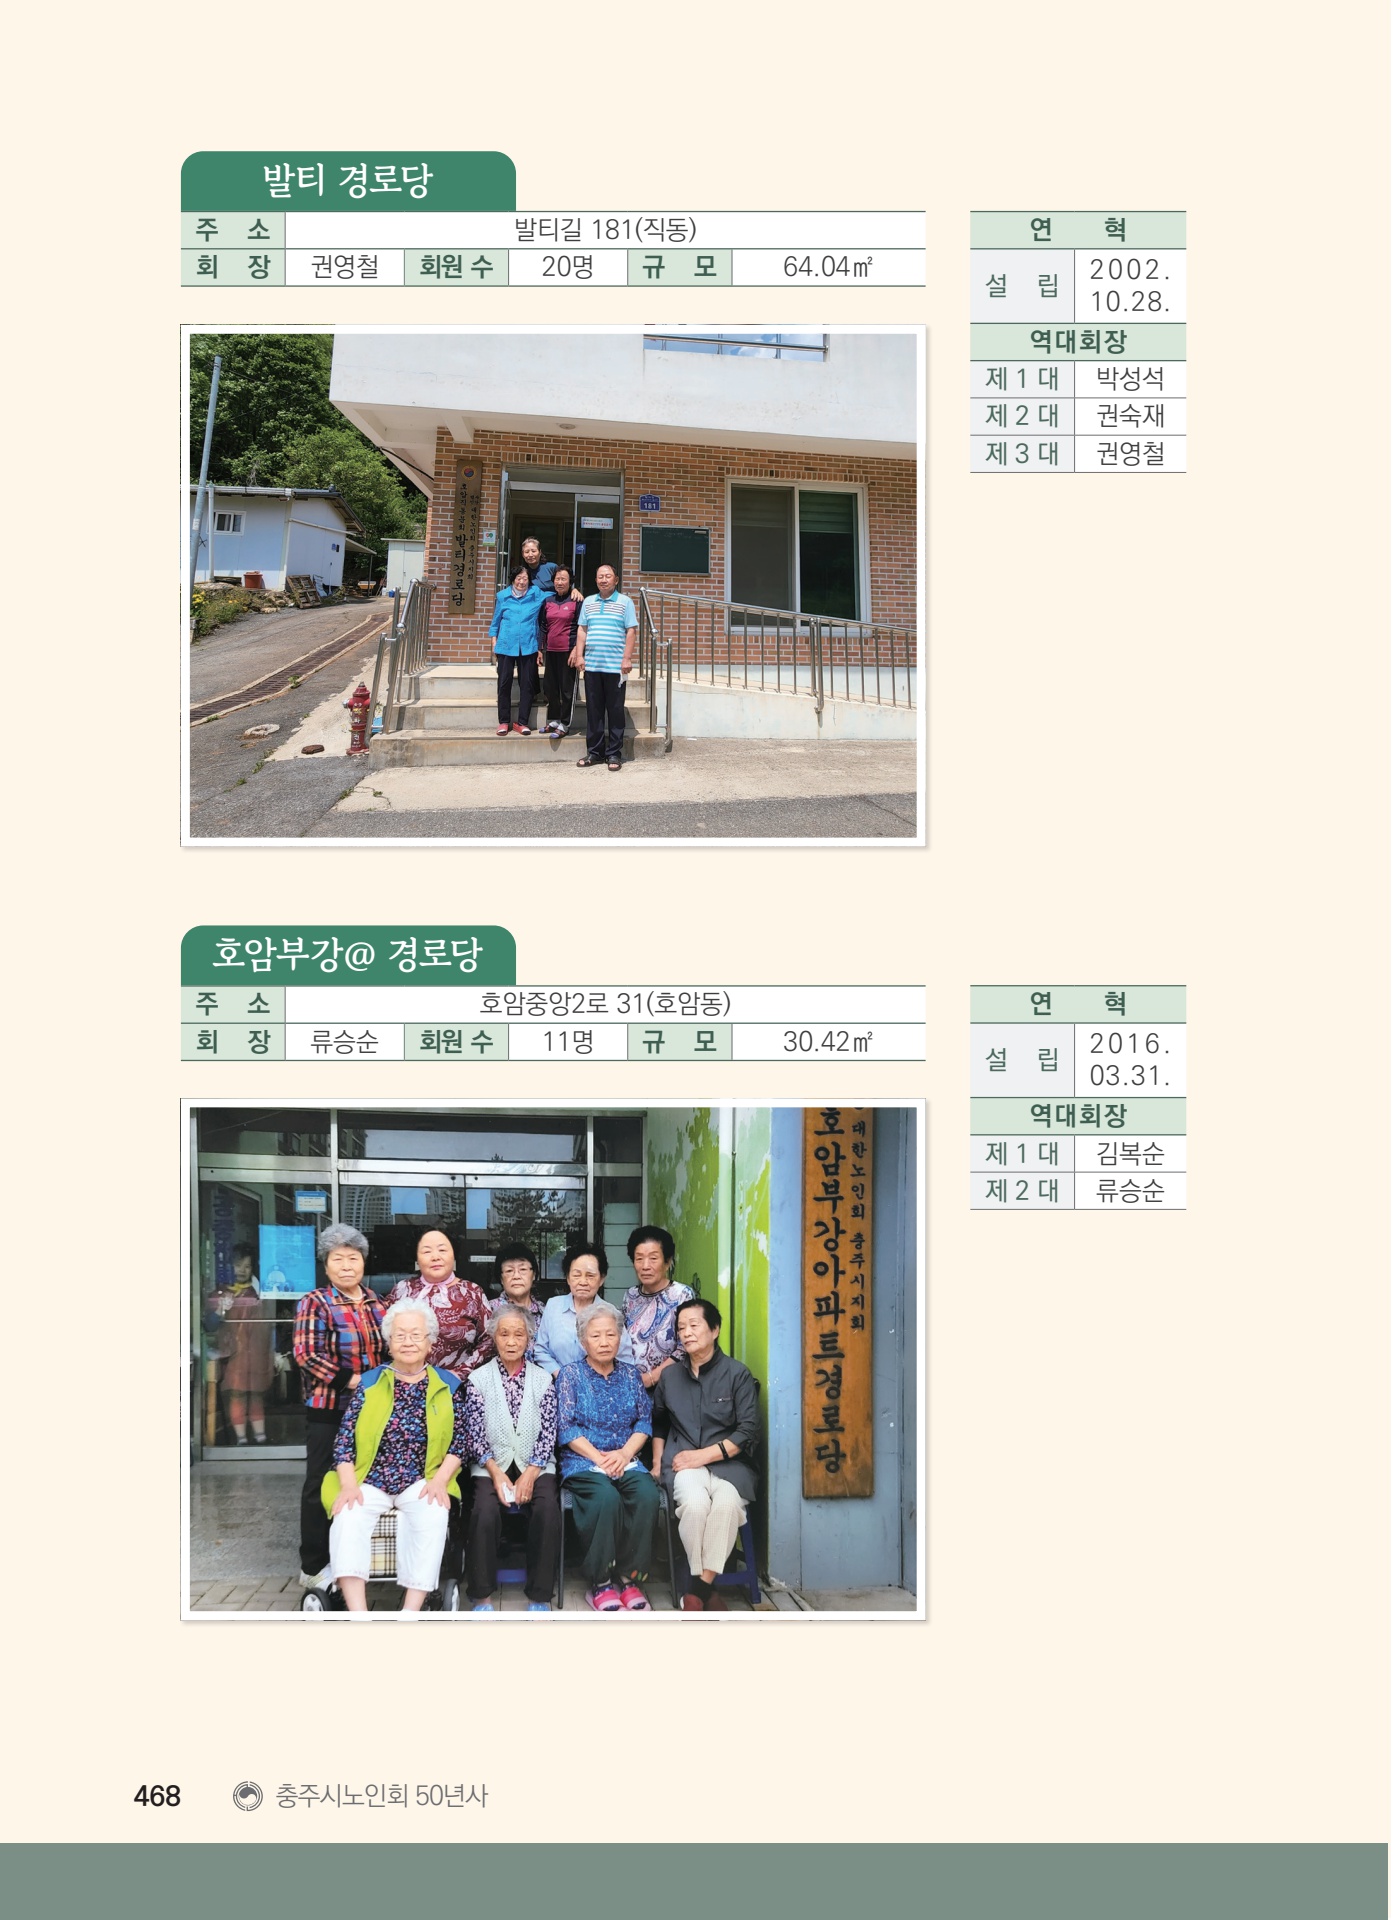 발티 경로당
주 소 발티길 181(직동)
회 장 권영철 회원 수 20명 규 모 64.04㎡
연 혁
설 립 2002.
10.28.
역대회장
제 1 대 박성석
제 2 대 권숙재
제 3 대 권영철
대한노인회 충주시지회
발티경로당
181
호암부강@ 경로당
주 소 호암중앙2로 31(호암동)
회 장 류승순 회원 수 11명 규 모 30.42㎡
연 혁
설 립 2016.
03.31.
역대회장
제 1 대 김복순
제 2 대 류승순
대한노인회 충주시지회
호암부강아파트경로당
468 충주시노인회 50년사